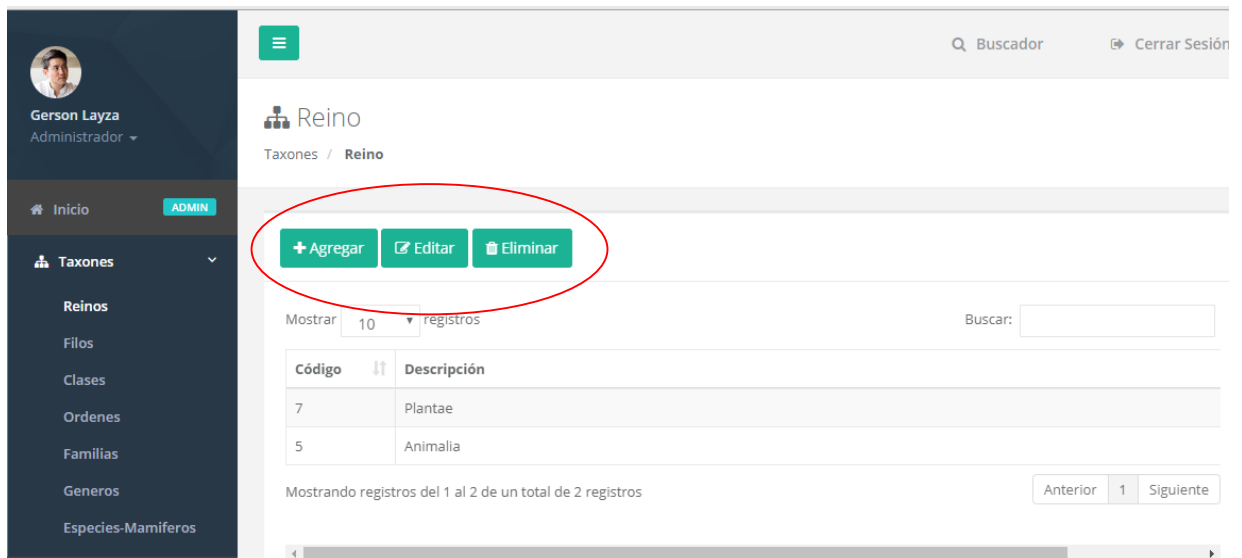 Buscador Cerrar Sesión
Gerson Layza
Administrador
Reino
Taxones / Reino
Inicio ADMIN
Taxones
Reinos
Filos
Clases
Ordenes
Familias
Generos
Especies-Mamiferos
Agregar Editar Eliminar
Mostrar 10 registros Buscar:
Código Descripción
7 Plantae
5 Animalia
Mostrando registros del 1 al 2 de un total de 2 registros
Anterior 1 Siguiente